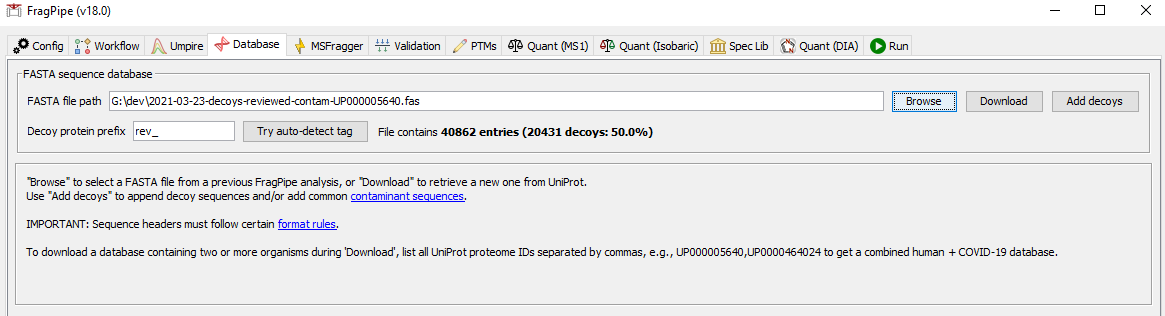 FragPipe (v18.0)
Config Workflow Umpire Database MSFragger Validation PTMs Quant (MS1) Quant (Isobaric) Spec Lib Quant (DIA) Run
FASTA sequence database
FASTA file path G:\dev\2021-03-23-decoys-reviewed-contam-UP000005640.fas Browse Download Add decoys
Decoy protein prefix rev_ Try auto-detect tag File contains 40862 entries (20431 decoys: 50.0%)
"Browse" to select a FASTA file from a previous FragPipe analysis, or "Download" to retrieve a new one from UniProt.
Use "Add decoys" to append decoy sequences and/or add common contaminant sequences.
IMPORTANT: Sequence headers must follow certain format rules.
To download a database containing two or more organisms during 'Download', list all UniProt proteome IDs separated by commas, e.g., UP000005640,UP0000464024 to get a combined human + COVID-19 database.